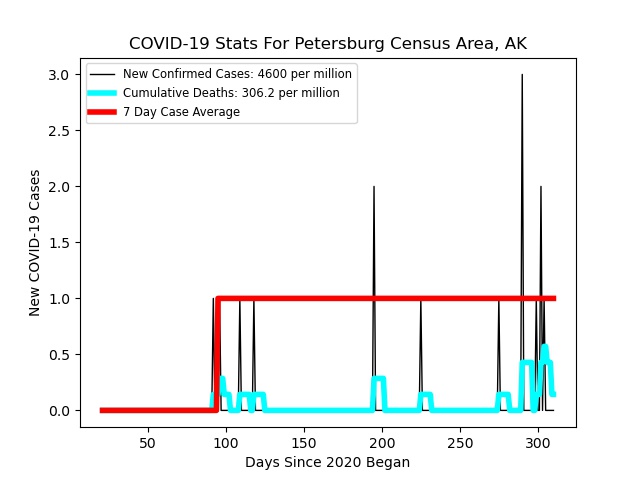 COVID-19 Stats For Petersburg Census Area, AK
New Confirmed Cases: 4600 per million
Cumulative Deaths: 306.2 per million
7 Day Case Average
3.0
2.5
2.0
1.5
1.0
0.5
0.0
New COVID-19 Cases
50
100
150
200
250
300
Days Since 2020 Began